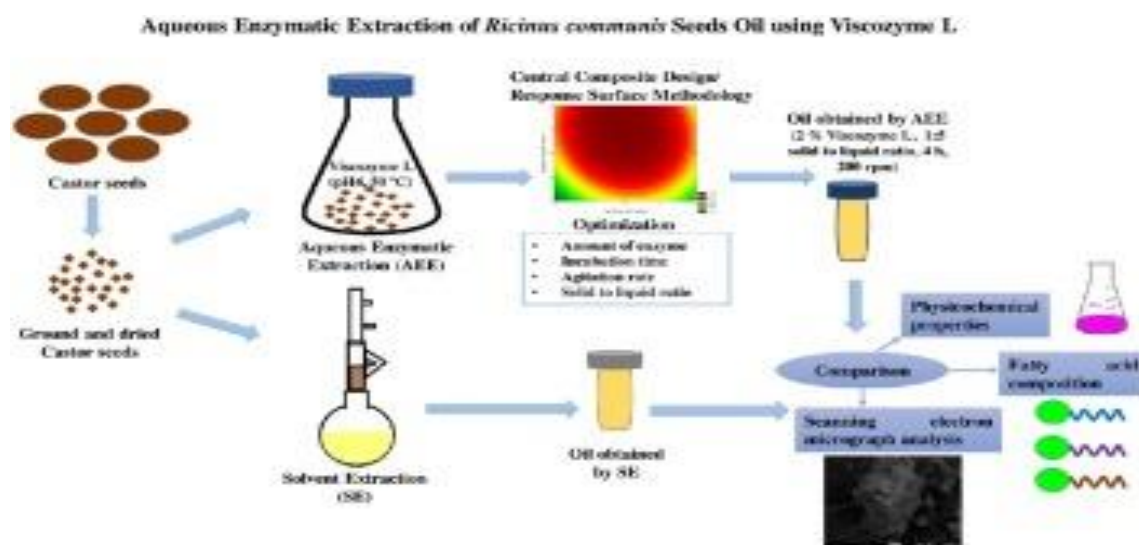 Aqueous Enzymatic Extraction of Ricinus communis Seeds Oil using Viscozyme L
Castor seeds
Ground and dried
Castor seeds
Viscozyme L
(pH 6, 50 °C)
Aqueous Enzymatic
Extraction (AEE)
Central Composite Design/
Response Surface Methodology
Optimization
• Amount of enzyme
• Incubation time
• Agitation rate
• Solid to liquid ratio
Oil obtained by AEE
(2 % Viscozyme L, 1:5
solid to liquid ratio, 4 h,
200 rpm)
Solvent Extraction
(SE)
Oil obtained
by SE
Comparison
Physicochemical
properties
Fatty acid
composition
Scanning electron
micrograph analysis